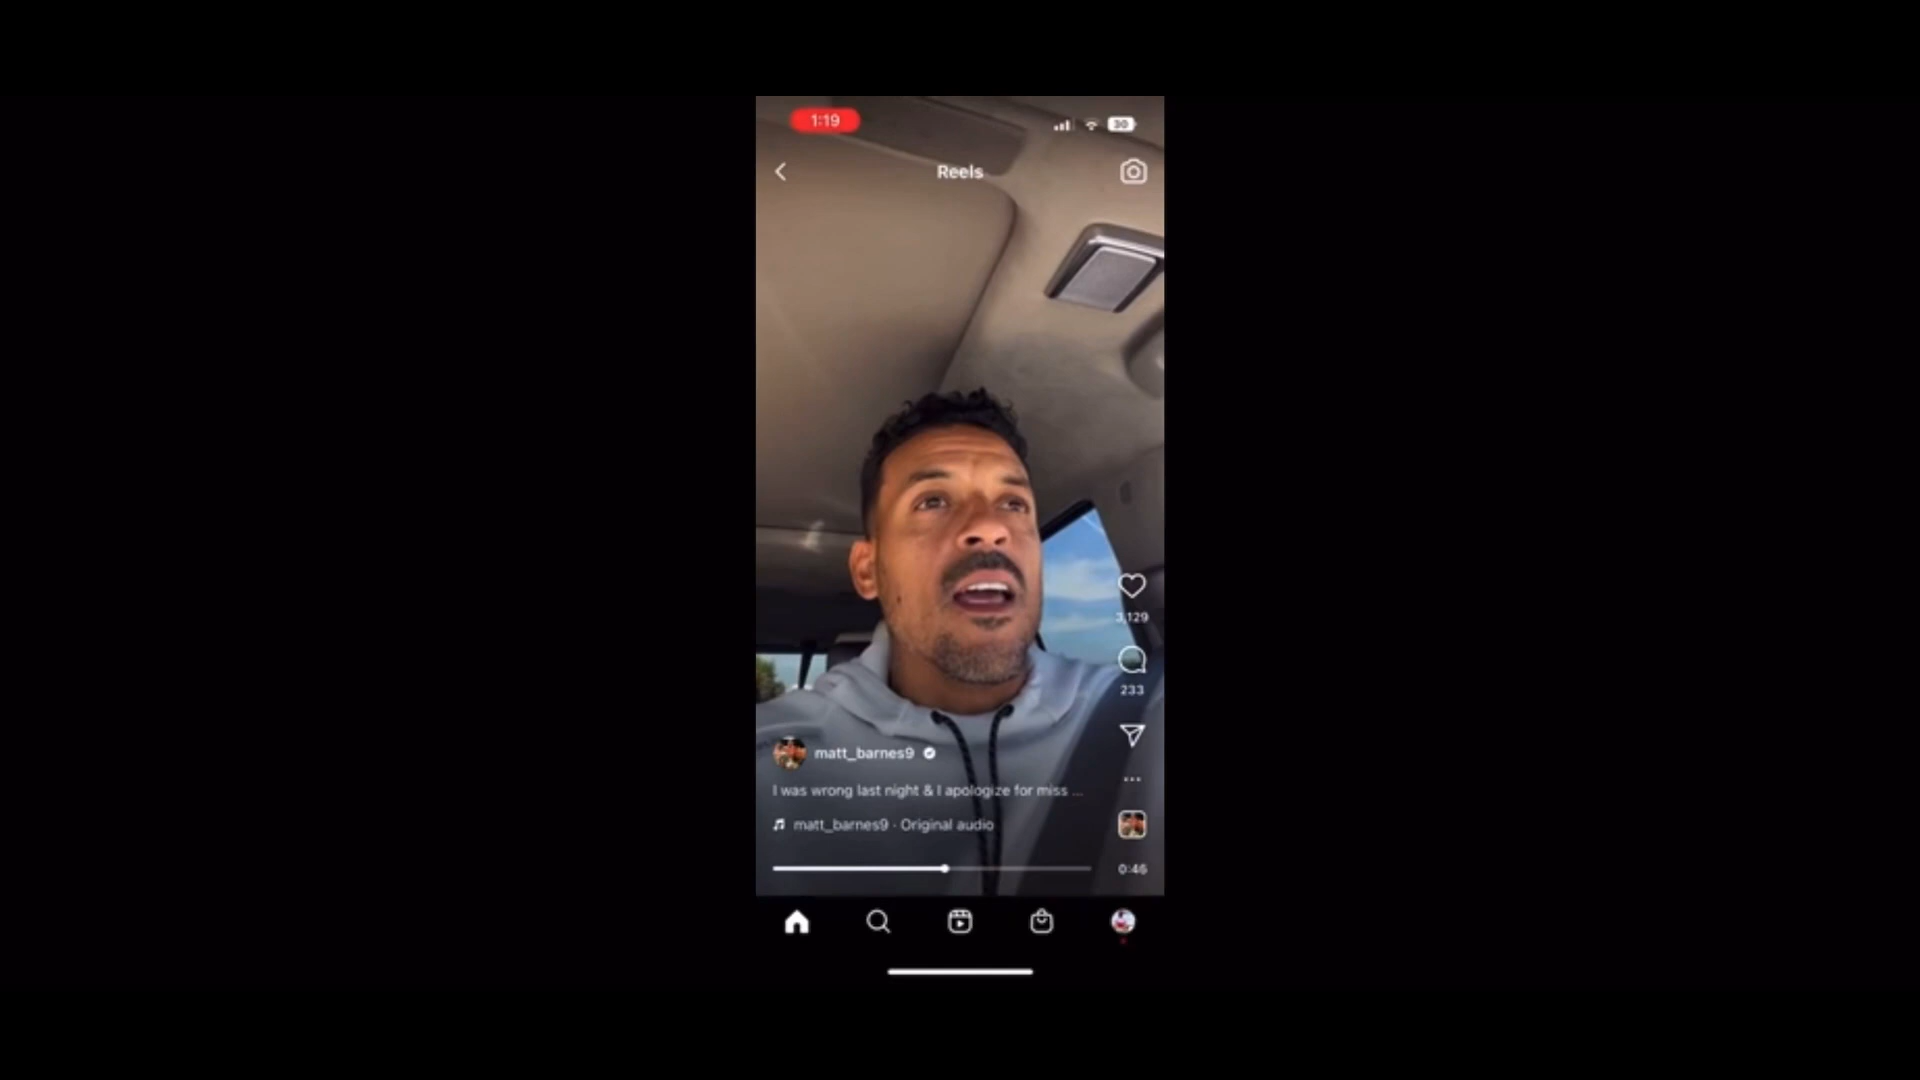 1:19
30
Reels
3,129
233
matt_barnes9
I was wrong last night & I apologize for miss ...
matt_barnes9 · Original audio
0:46